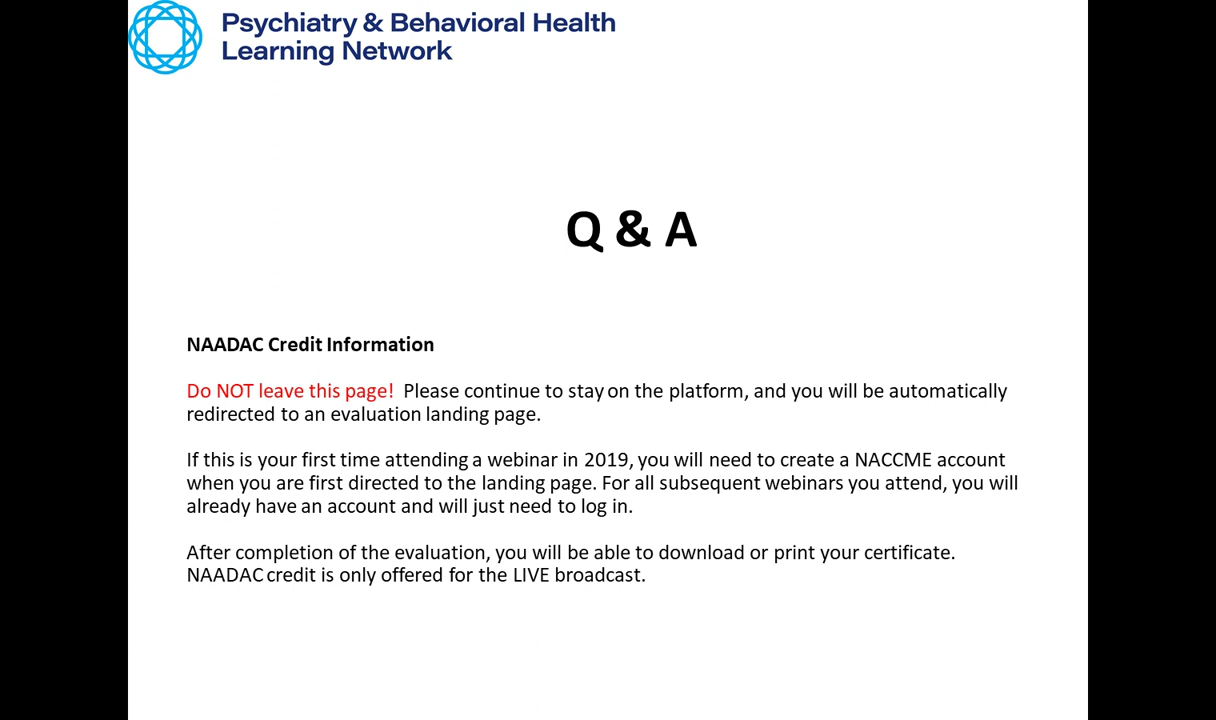 Psychiatry & Behavioral Health
Learning Network
Q & A
NAADAC Credit Information
Do NOT leave this page! Please continue to stay on the platform, and you will be automatically
redirected to an evaluation landing page.
If this is your first time attending a webinar in 2019, you will need to create a NACCME account
when you are first directed to the landing page. For all subsequent webinars you attend, you will
already have an account and will just need to log in.
After completion of the evaluation, you will be able to download or print your certificate.
NAADAC credit is only offered for the LIVE broadcast.